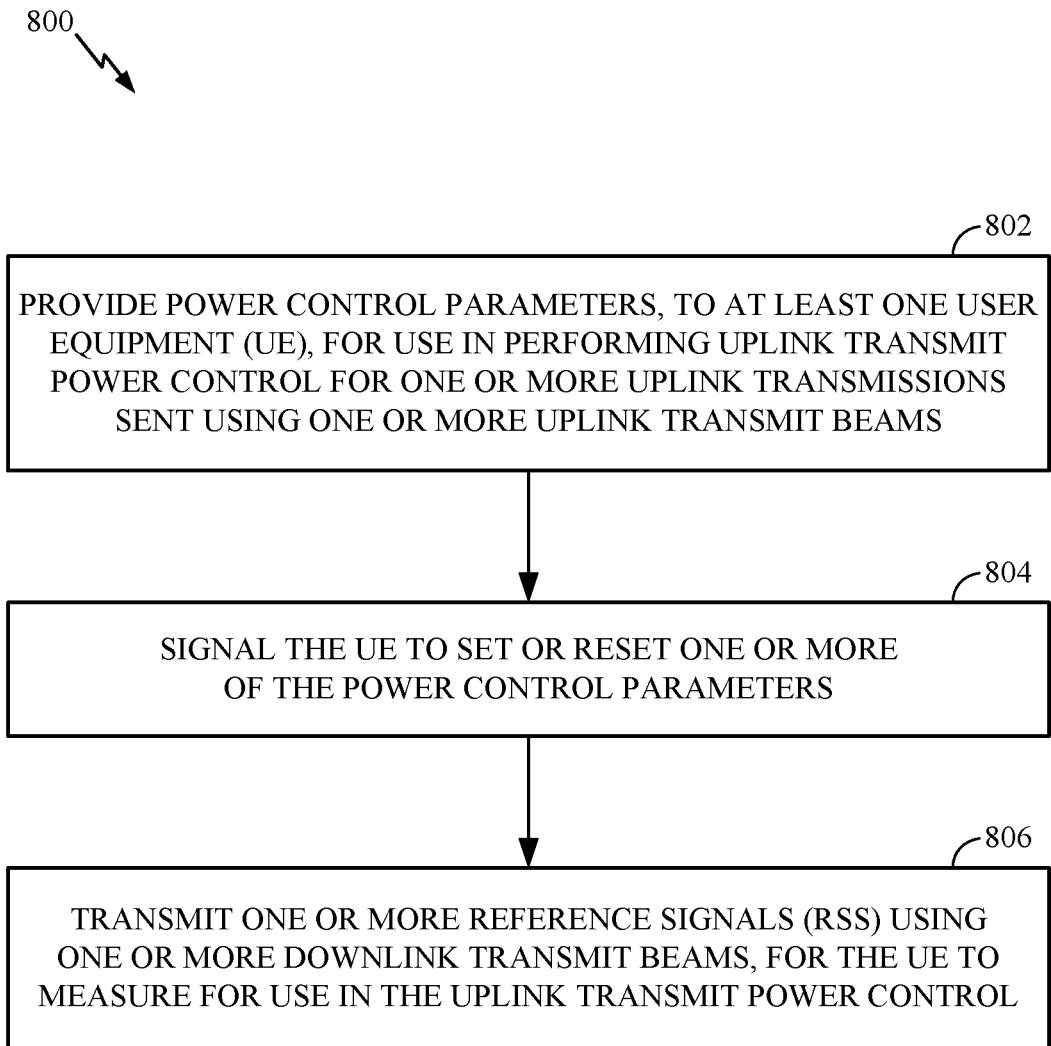 800
802
PROVIDE POWER CONTROL PARAMETERS, TO AT LEAST ONE USER
EQUIPMENT (UE), FOR USE IN PERFORMING UPLINK TRANSMIT
POWER CONTROL FOR ONE OR MORE UPLINK TRANSMISSIONS
SENT USING ONE OR MORE UPLINK TRANSMIT BEAMS
804
SIGNAL THE UE TO SET OR RESET ONE OR MORE
OF THE POWER CONTROL PARAMETERS
806
TRANSMIT ONE OR MORE REFERENCE SIGNALS (RSS) USING
ONE OR MORE DOWNLINK TRANSMIT BEAMS, FOR THE UE TO
MEASURE FOR USE IN THE UPLINK TRANSMIT POWER CONTROL